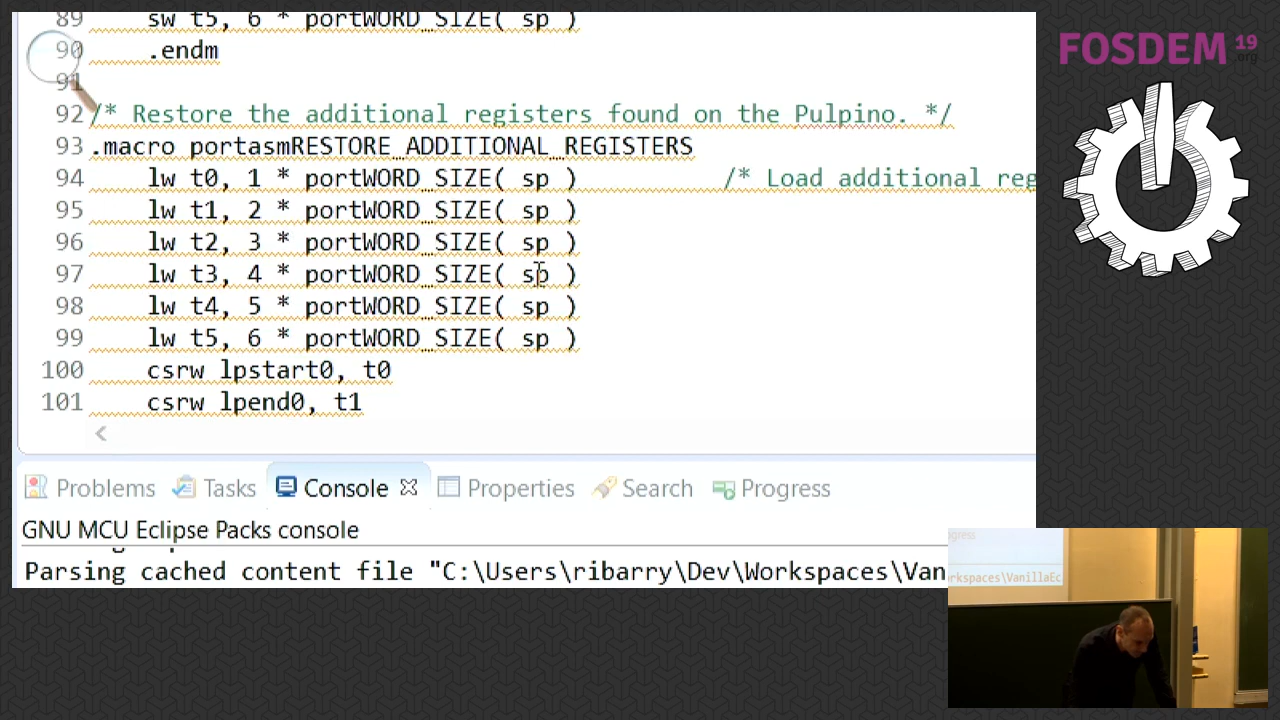 89 sw t5, 6 * portWORD_SIZE( sp )
90 .endm
91
92 /* Restore the additional registers found on the Pulpino. */
93 .macro portasmRESTORE_ADDITIONAL_REGISTERS
94 lw t0, 1 * portWORD_SIZE( sp ) /* Load additional reg
95 lw t1, 2 * portWORD_SIZE( sp )
96 lw t2, 3 * portWORD_SIZE( sp )
97 lw t3, 4 * portWORD_SIZE( sp )
98 lw t4, 5 * portWORD_SIZE( sp )
99 lw t5, 6 * portWORD_SIZE( sp )
100 csrw lpstart0, t0
101 csrw lpend0, t1
Problems Tasks Console Properties Search Progress
GNU MCU Eclipse Packs console
Parsing cached content file "C:\Users\ribarry\Dev\Workspaces\Van
FOSDEM 19
.org
gress
rkspaces\VanillaEc